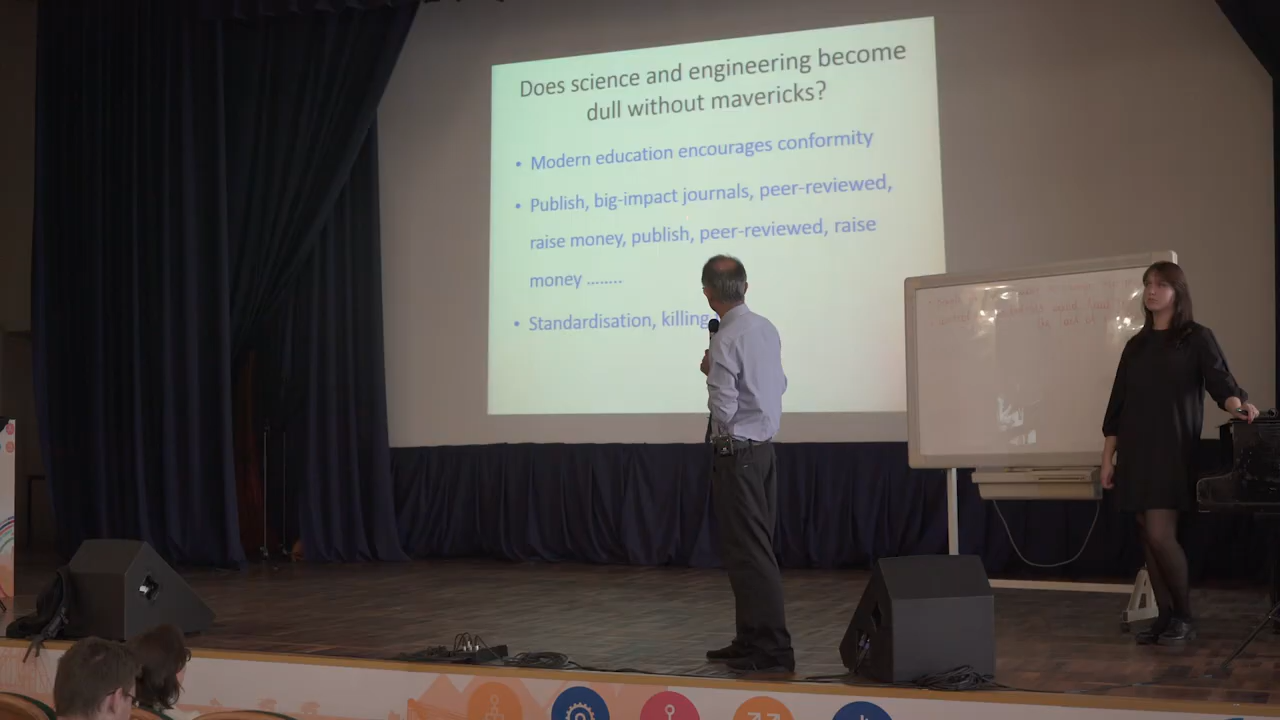 Does science and engineering become
dull without mavericks?
• Modern education encourages conformity
• Publish, big-impact journals, peer-reviewed,
raise money, publish, peer-reviewed, raise
money ........
• Standardisation, killing